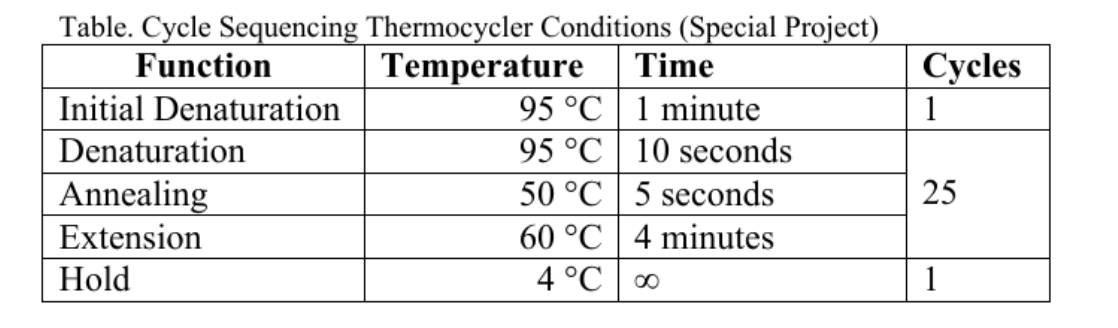 Table. Cycle Sequencing Thermocycler Conditions (Special Project)
Function Temperature Time Cycles
Initial Denaturation 95 °C 1 minute 1
Denaturation 95 °C 10 seconds
Annealing 50 °C 5 seconds 25
Extension 60 °C 4 minutes
Hold 4 °C ∞ 1